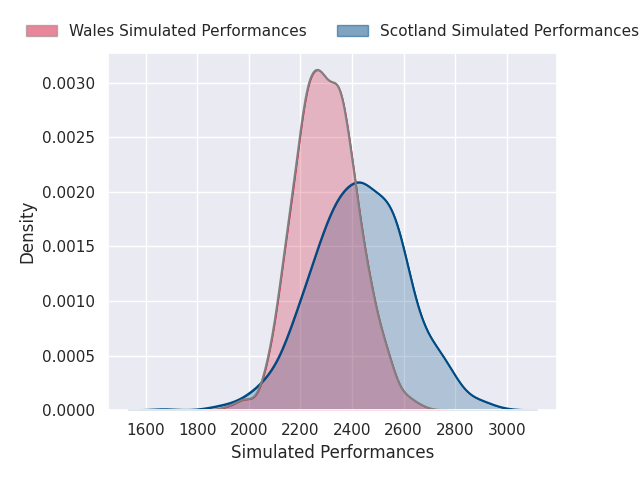 Wales Simulated Performances Scotland Simulated Performances
0.0030
0.0025
0.0020
0.0015
0.0010
0.0005
0.0000
Density
1600 1800 2000 2200 2400 2600 2800 3000
Simulated Performances